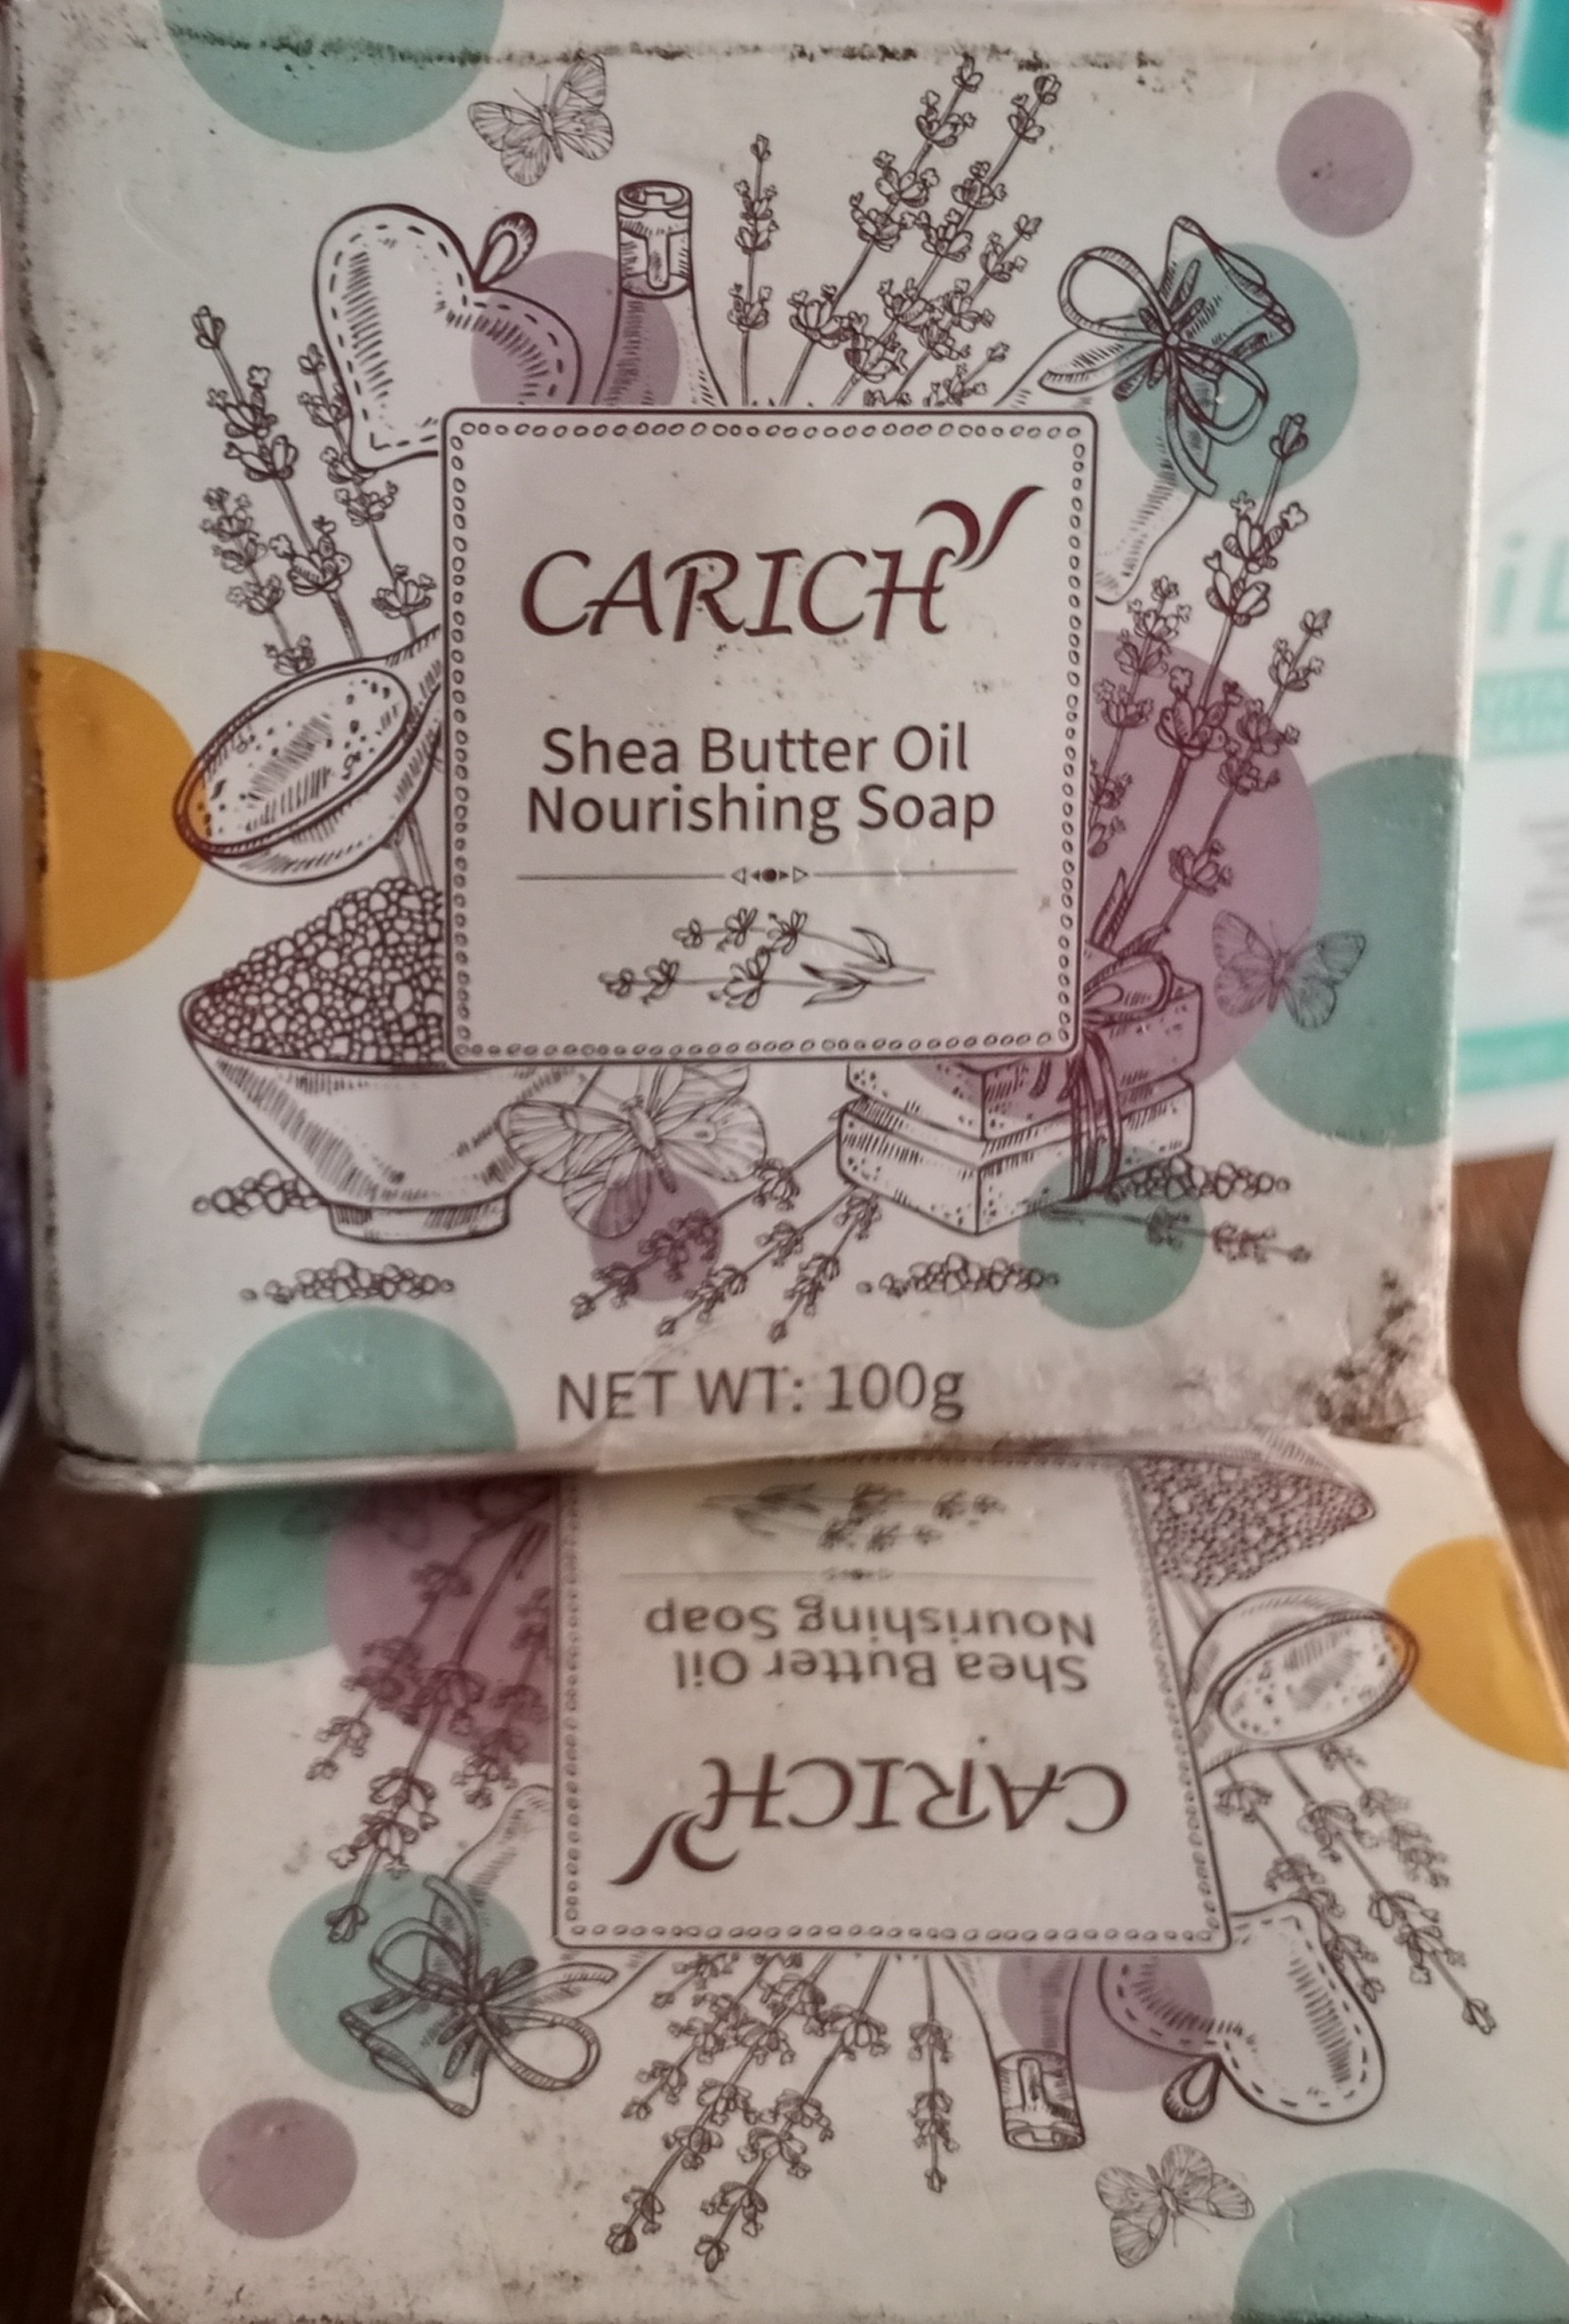 CARICH
Shea Butter Oil
Nourishing Soap
NET WT: 100g
Nourishing Soap
Shea Butter Oil
CARICH